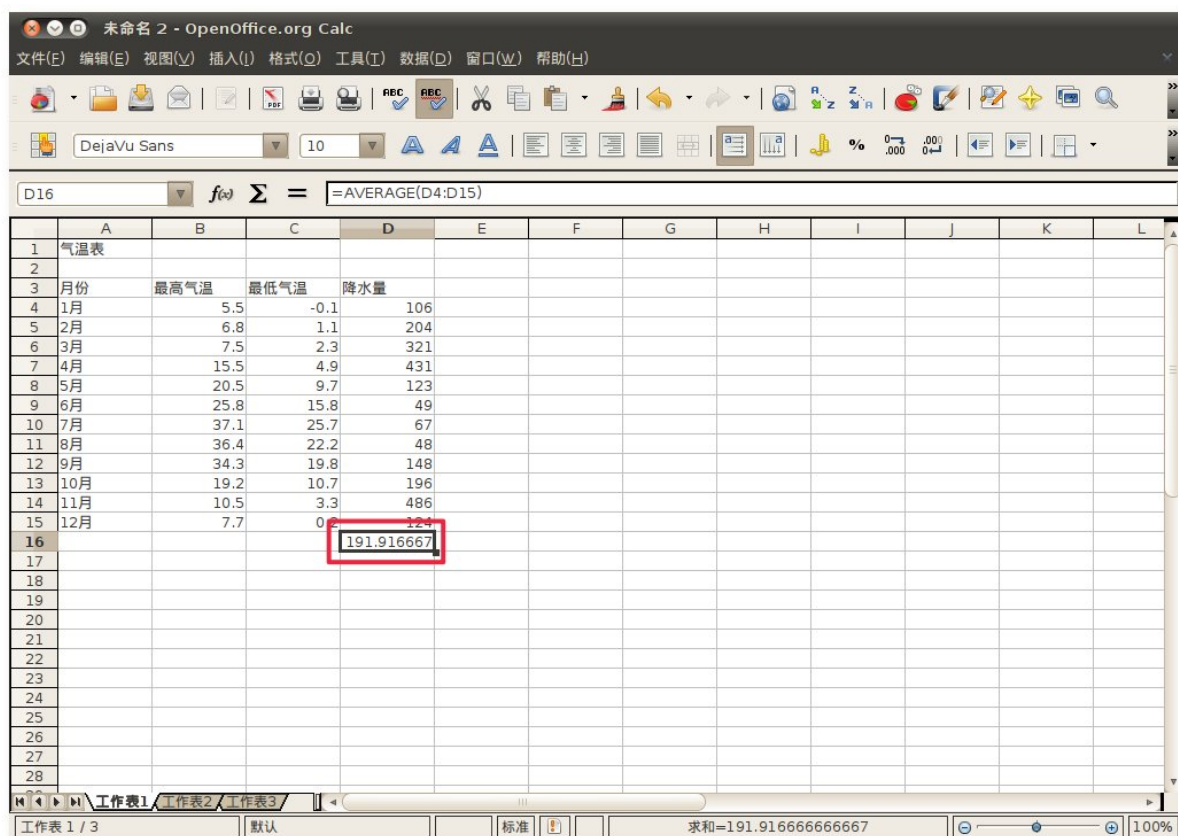 未命名 2 - OpenOffice.org Calc
文件(F) 编辑(E) 视图(V) 插入(I) 格式(O) 工具(T) 数据(D) 窗口(W) 帮助(H)
DejaVu Sans 10
D16 f(x) Σ = =AVERAGE(D4:D15)
A B C D E F G H I J K L
1 气温表
2
3 月份 最高气温 最低气温 降水量
4 1月 5.5 -0.1 106
5 2月 6.8 1.1 204
6 3月 7.5 2.3 321
7 4月 15.5 4.9 431
8 5月 20.5 9.7 123
9 6月 25.8 15.8 49
10 7月 37.1 25.7 67
11 8月 36.4 22.2 48
12 9月 34.3 19.8 148
13 10月 19.2 10.7 196
14 11月 10.5 3.3 486
15 12月 7.7 0.2 124
16 191.916667
17
18
19
20
21
22
23
24
25
26
27
28
工作表1 工作表2 工作表3
工作表 1 / 3 默认 标准 求和=191.916666666667 100%